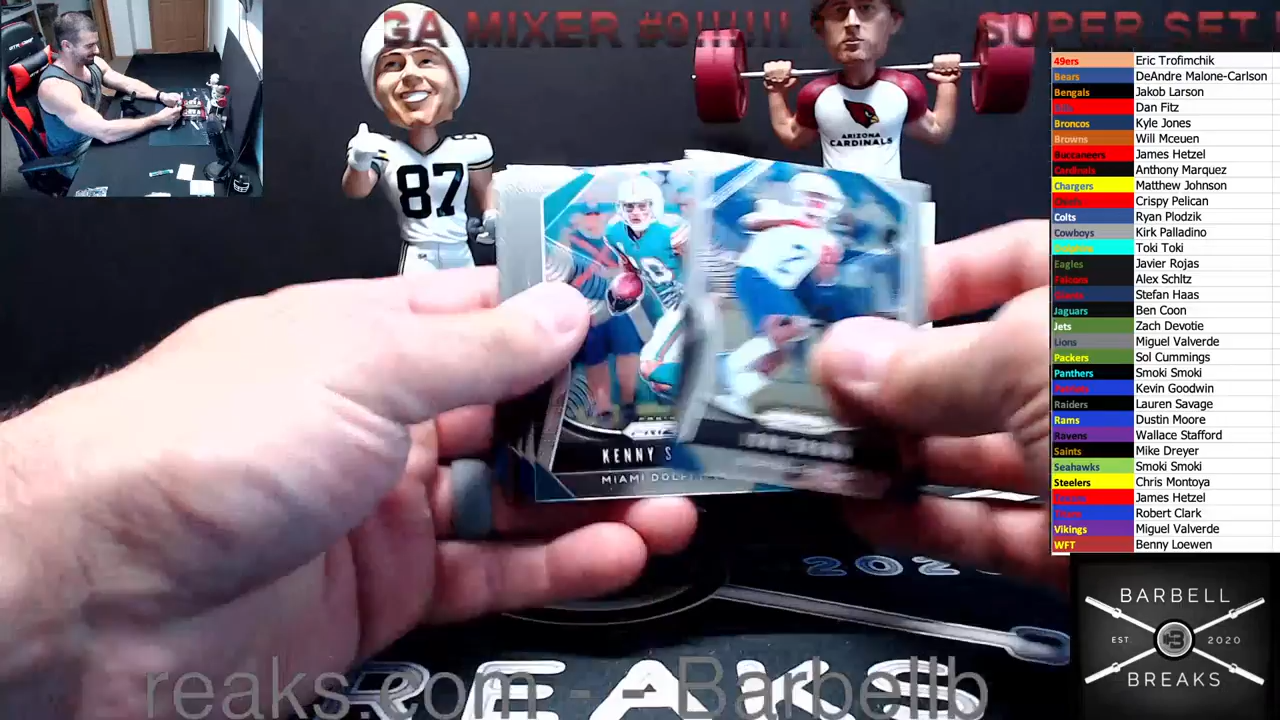 GA MIXER #9!!!!!! SUPER SET
49ers Eric Trofimchik
Bears DeAndre Malone-Carlson
Bengals Jakob Larson
Dan Fitz
Broncos Kyle Jones
Browns Will Mceuen
Buccaneers James Hetzel
Cardinals Anthony Marquez
Chargers Matthew Johnson
Chiefs Crispy Pelican
Colts Ryan Plodzik
Cowboys Kirk Palladino
Dolphins Toki Toki
Eagles Javier Rojas
Falcons Alex Schltz
Giants Stefan Haas
Jaguars Ben Coon
Jets Zach Devotie
Lions Miguel Valverde
Packers Sol Cummings
Panthers Smoki Smoki
Patriots Kevin Goodwin
Raiders Lauren Savage
Rams Dustin Moore
Ravens Wallace Stafford
Saints Mike Dreyer
Seahawks Smoki Smoki
Steelers Chris Montoya
Texans James Hetzel
Titans Robert Clark
Vikings Miguel Valverde
WFT Benny Loewen
87
ARIZONA
CARDINALS
KENNY S
MIAMI DOLP
202
BARBELL
EST. B 2020
BREAKS
REAKS
reaks.com - - Barbellb